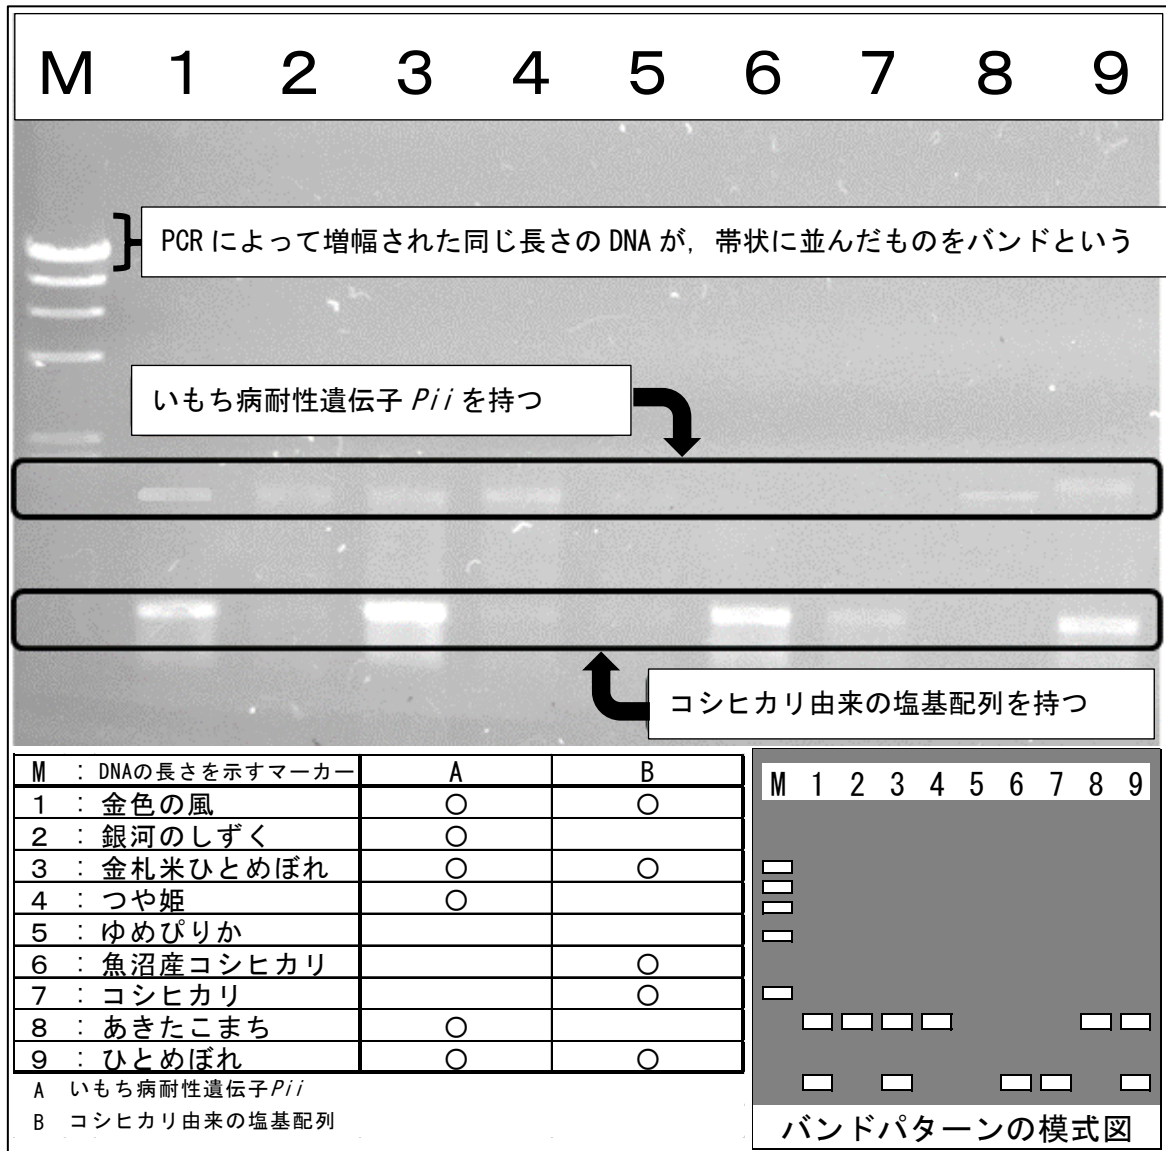 M 1 2 3 4 5 6 7 8 9
PCRによって増幅された同じ長さのDNAが，帯状に並んだものをバンドという
いもち病耐性遺伝子 Pii を持つ
コシヒカリ由来の塩基配列を持つ
M : DNAの長さを示すマーカー A B
1 : 金色の風 ○ ○
2 : 銀河のしずく ○
3 : 金札米ひとめぼれ ○ ○
4 : つや姫 ○
5 : ゆめぴりか
6 : 魚沼産コシヒカリ ○
7 : コシヒカリ ○
8 : あきたこまち ○
9 : ひとめぼれ ○ ○
A いもち病耐性遺伝子Pii
B コシヒカリ由来の塩基配列
M 1 2 3 4 5 6 7 8 9
バンドパターンの模式図